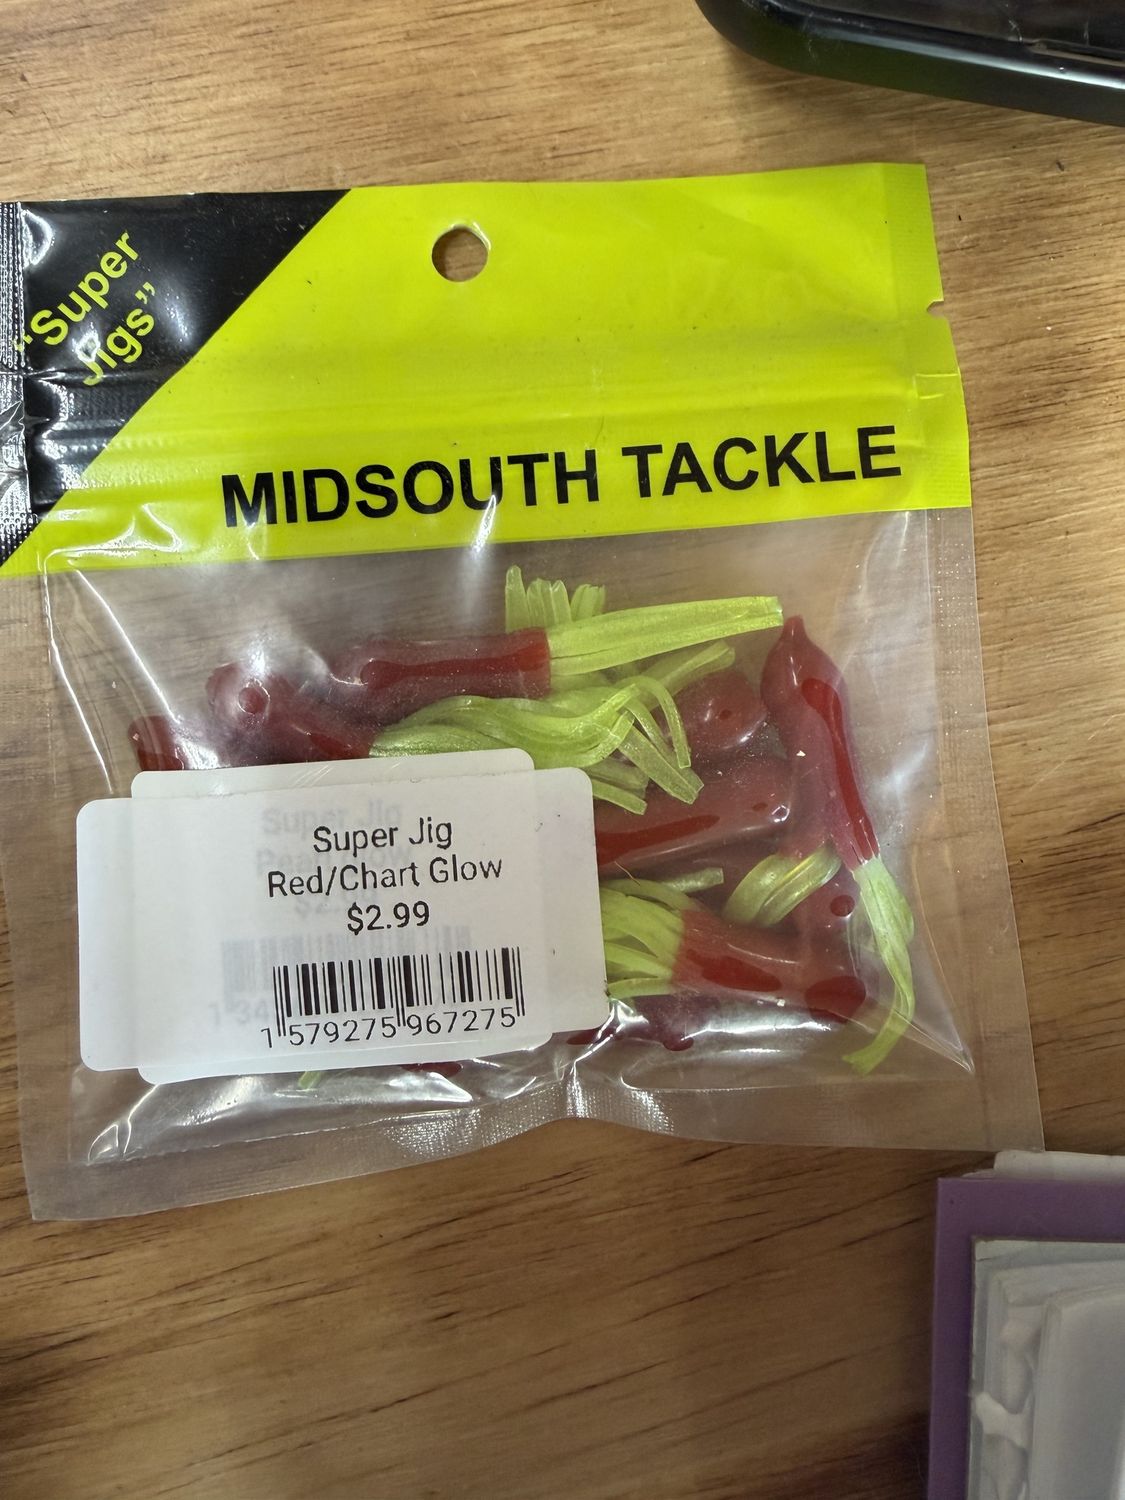 “Super
Jigs”
MIDSOUTH TACKLE
Super Jig
Red/Chart Glow
$2.99
1 579275 967275